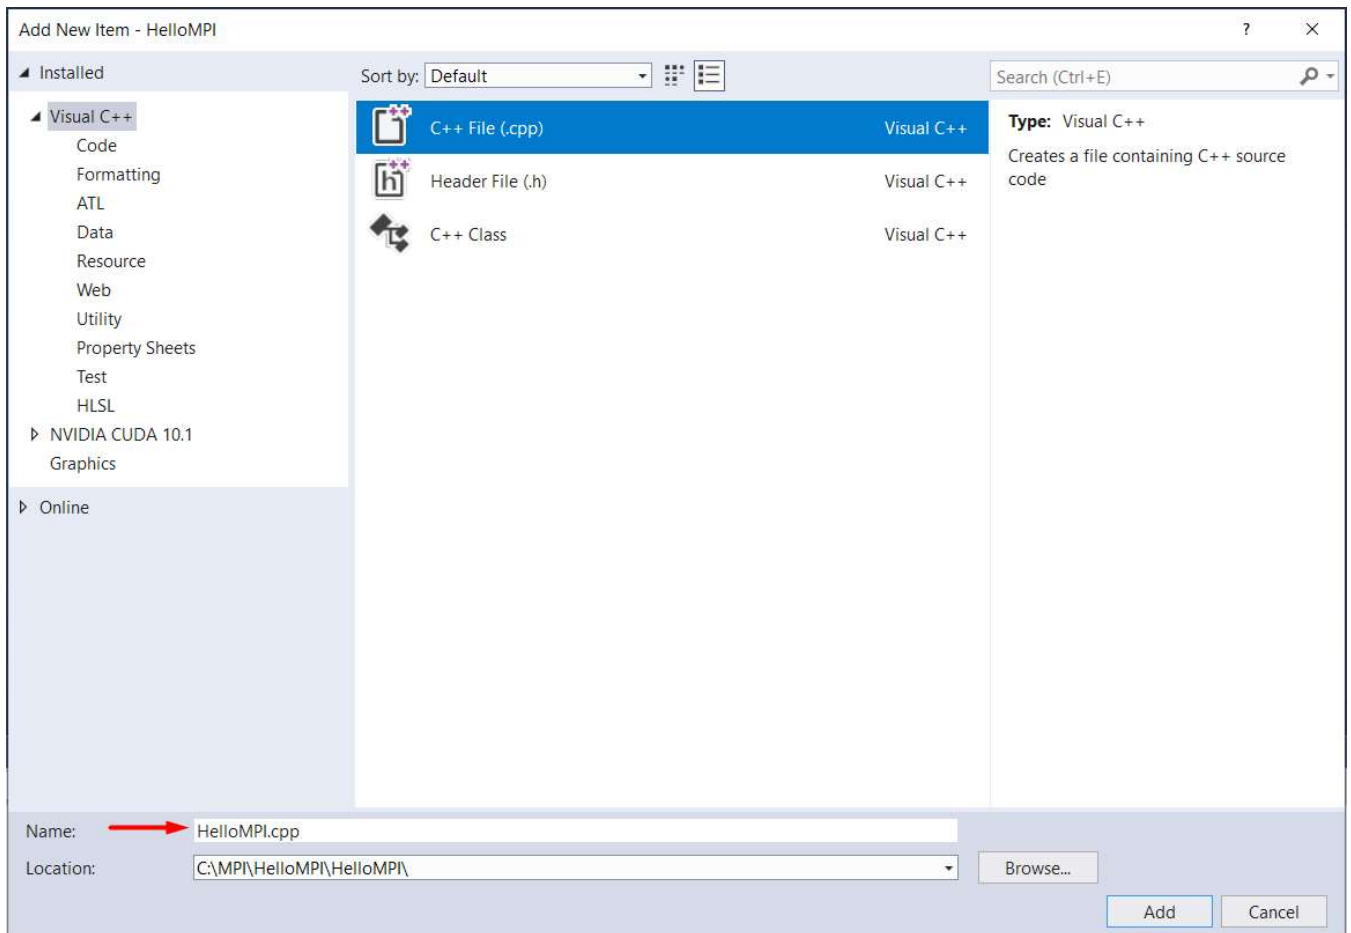 Add New Item - HelloMPI
?
Installed
Sort by: Default
Search (Ctrl+E)
Visual C++
Code
Formatting
ATL
Data
Resource
Web
Utility
Property Sheets
Test
HLSL
NVIDIA CUDA 10.1
Graphics
Online
C++ File (.cpp) Visual C++
Header File (.h) Visual C++
C++ Class Visual C++
Type: Visual C++
Creates a file containing C++ source
code
Name: HelloMPI.cpp
Location: C:\MPI\HelloMPI\HelloMPI\
Browse...
Add Cancel